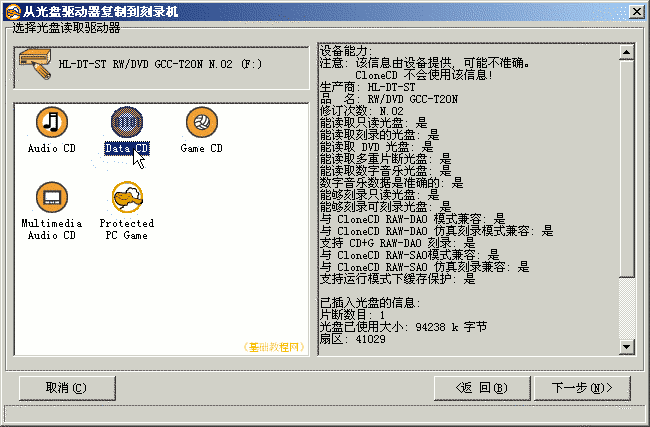 从光盘驱动器复制到刻录机
选择光盘读取驱动器
HL-DT-ST RW/DVD GCC-T20N N.02 (F:)
Audio CD
Data CD
Game CD
Multimedia
Audio CD
Protected
PC Game
(基础教程网)
设备能力:
注意: 该信息由设备提供, 可能不准确。
CloneCD 不会使用该信息!
生产商: HL-DT-ST
品　名: RW/DVD GCC-T20N
修订次数: N.02
能读取只读光盘: 是
能读取刻录的光盘: 是
能读取 DVD 光盘: 是
能读取多重片断光盘: 是
能读取数字音乐光盘: 是
数字音乐数据是准确的: 是
能够刻录只读光盘: 是
能够刻录可刻录光盘: 是
与 CloneCD RAW-DAO 模式兼容: 是
与 CloneCD RAW-DAO 仿真刻录模式兼容: 是
支持 CD+G RAW-DAO 刻录: 是
与 CloneCD RAW-SAO模式兼容: 是
与 CloneCD RAW-SAO 仿真刻录兼容: 是
支持运行模式下缓存保护: 是
已插入光盘的信息:
片断数目: 1
光盘已使用大小: 94238 k 字节
扇区: 41029
取消(C)
<返 回(B)
下一步(N)>